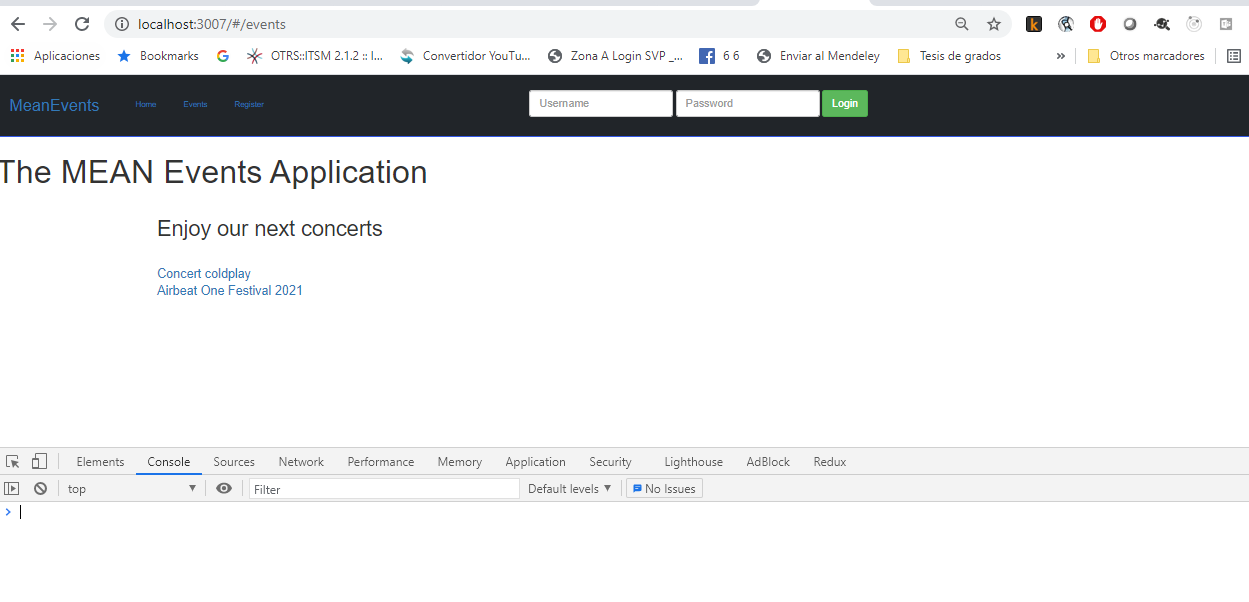 localhost:3007/#/events
Aplicaciones Bookmarks OTRS::ITSM 2.1.2 :: I... Convertidor YouTu... Zona A Login SVP _... 6 6 Enviar al Mendeley Tesis de grados » Otros marcadores
MeanEvents Home Events Register Username Password Login
The MEAN Events Application
Enjoy our next concerts
Concert coldplay
Airbeat One Festival 2021
Elements Console Sources Network Performance Memory Application Security Lighthouse AdBlock Redux
top Filter Default levels No Issues